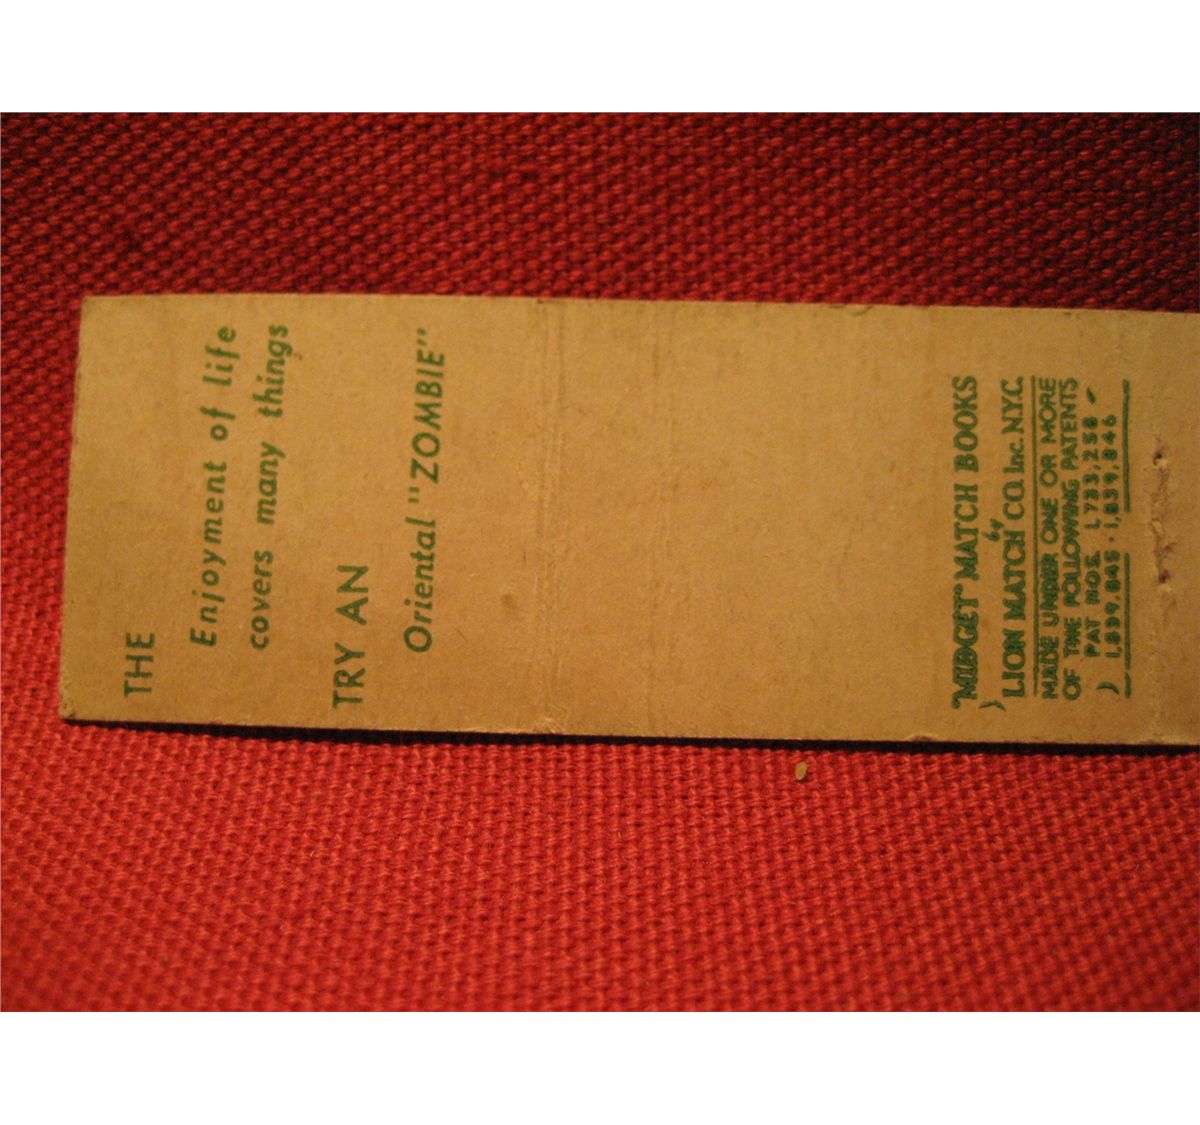 THE
Enjoyment of life
covers many things
TRY AN
Oriental "ZOMBIE"
"MIDGET" MATCH BOOKS
by
LION MATCH CO. Inc. N.Y.C.
MADE UNDER ONE OR MORE
OF THE FOLLOWING PATENTS
PAT NOS. 1,733,258 -
1,839,845 - 1,839,846